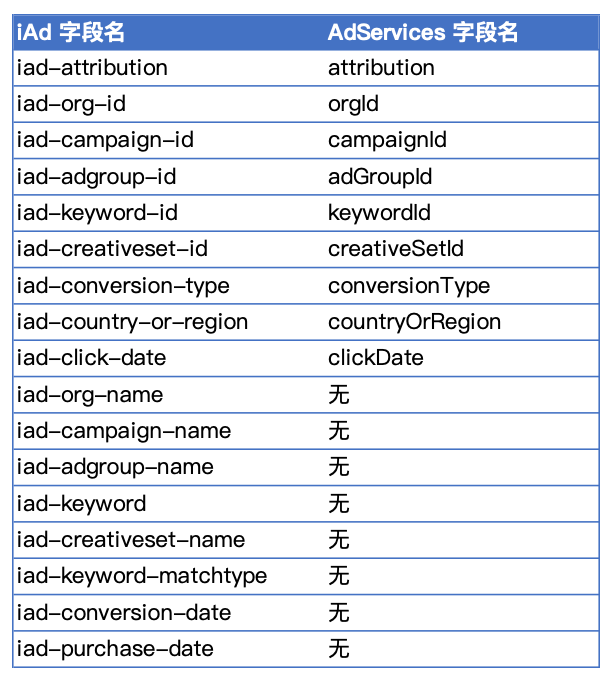 iAd 字段名 AdServices 字段名
iad-attribution attribution
iad-org-id orgId
iad-campaign-id campaignId
iad-adgroup-id adGroupId
iad-keyword-id keywordId
iad-creativeset-id creativeSetId
iad-conversion-type conversionType
iad-country-or-region countryOrRegion
iad-click-date clickDate
iad-org-name 无
iad-campaign-name 无
iad-adgroup-name 无
iad-keyword 无
iad-creativeset-name 无
iad-keyword-matchtype 无
iad-conversion-date 无
iad-purchase-date 无